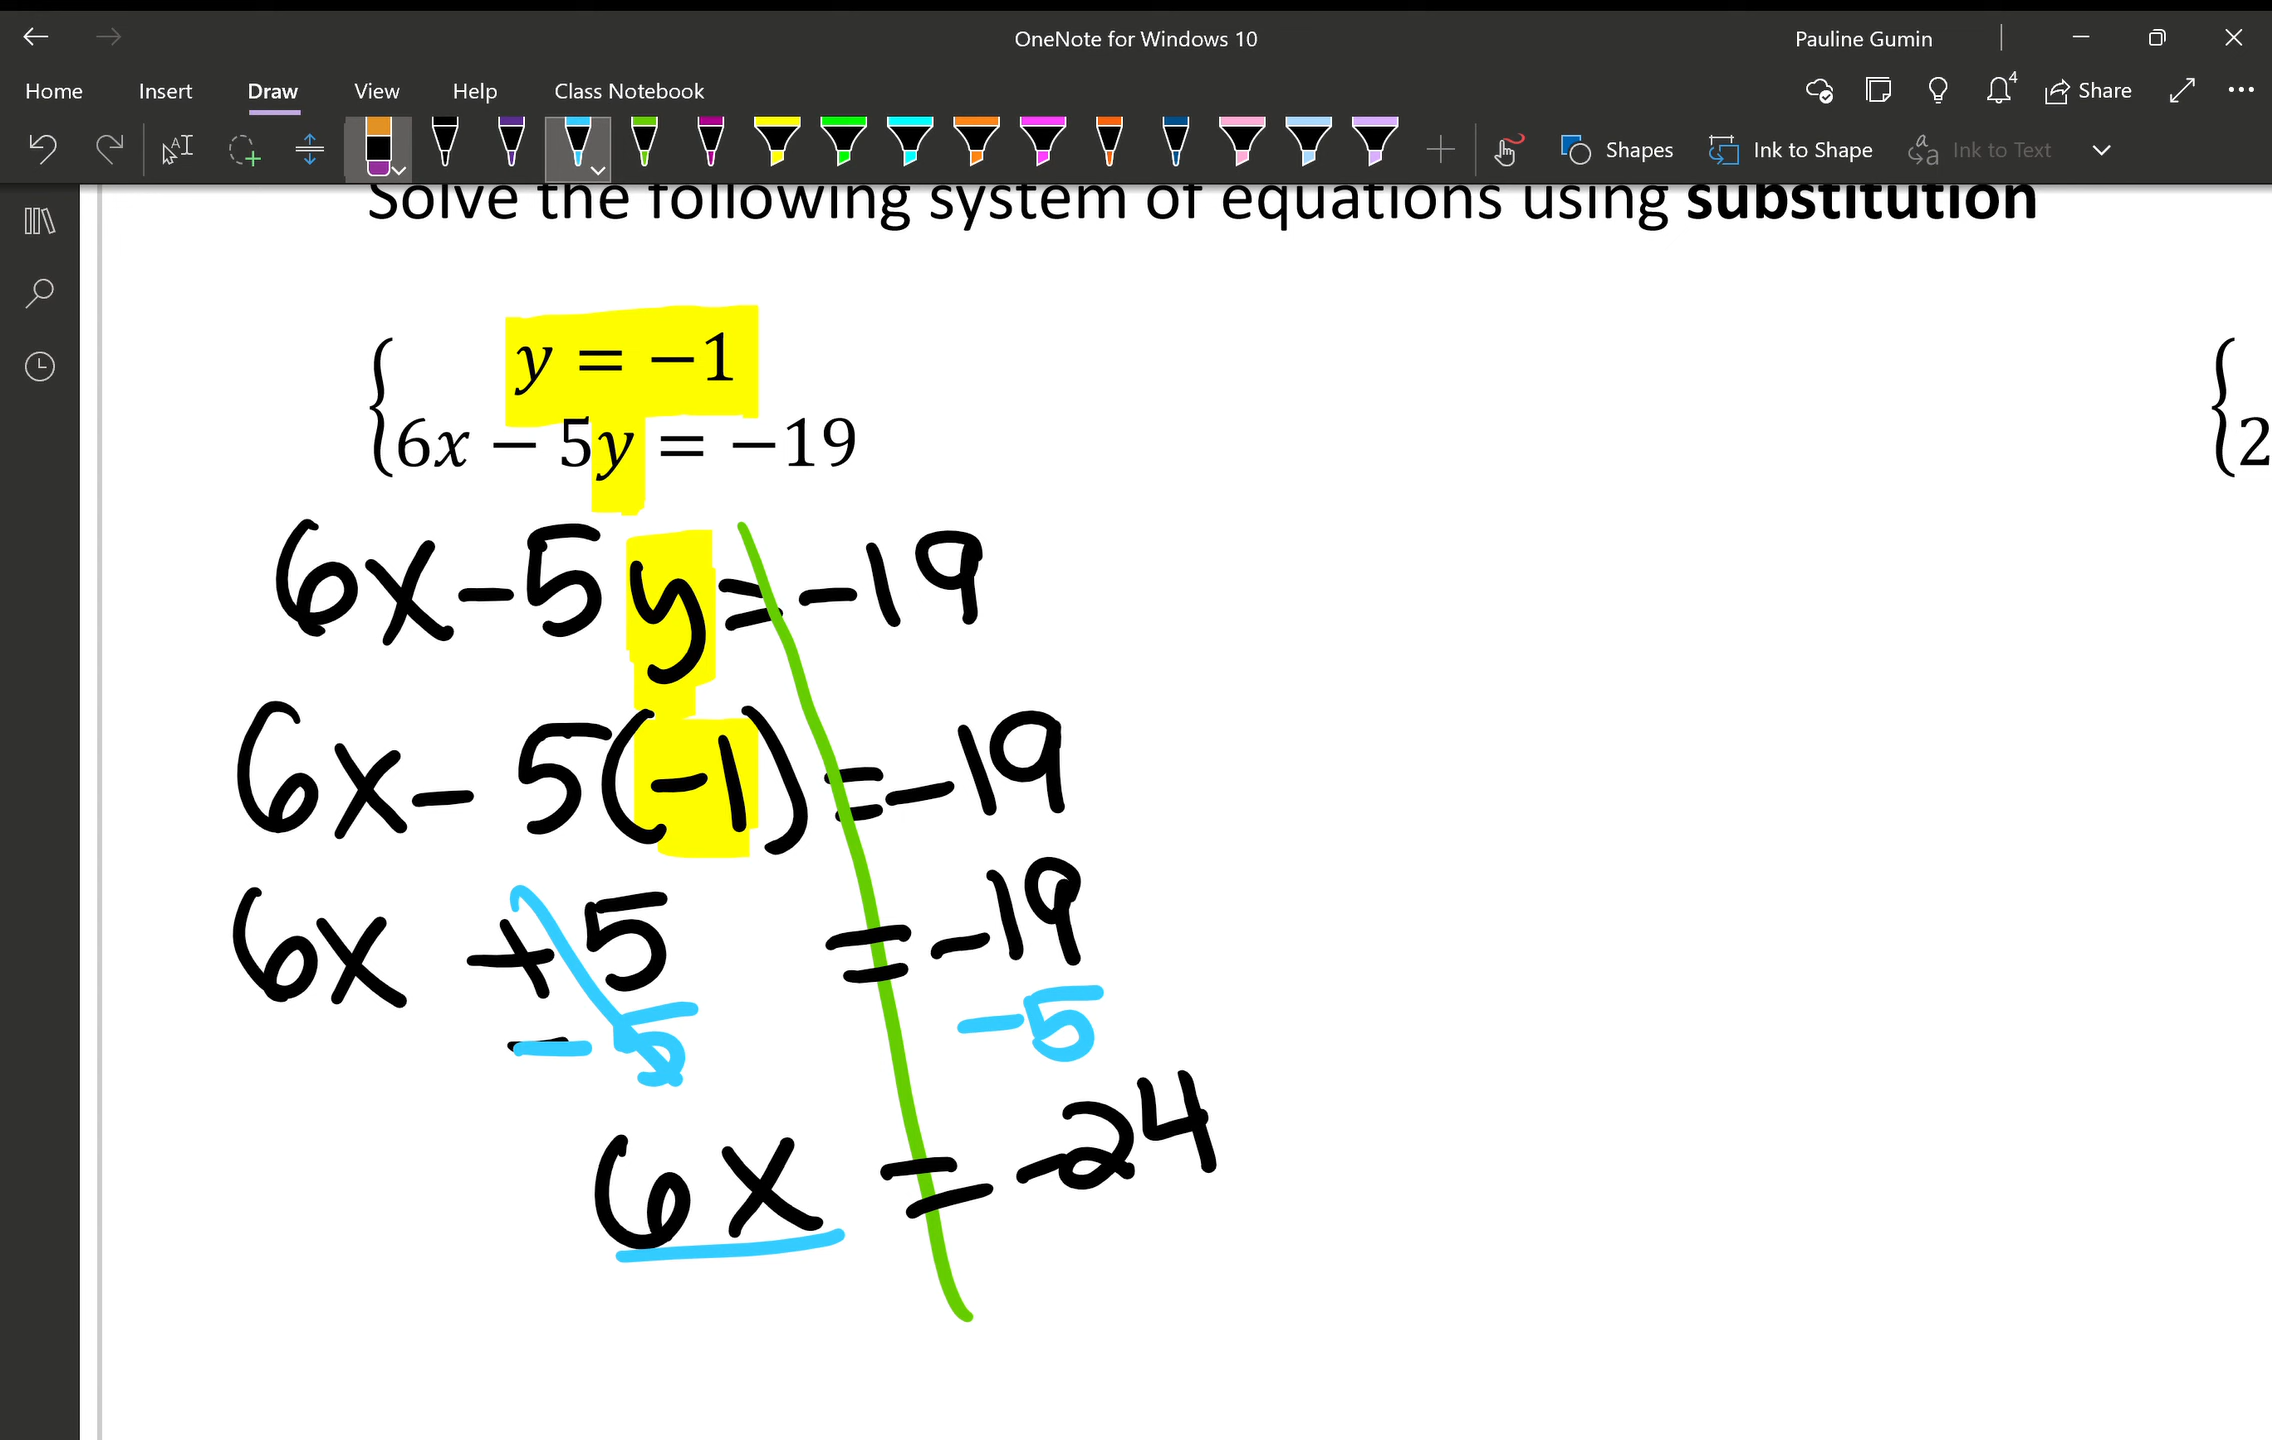 OneNote for Windows 10
Pauline Gumin
Home Insert Draw View Help Class Notebook
4 Share
Shapes Ink to Shape Ink to Text
Solve the following system of equations using substitution
y = −1
6x − 5y = −19
2
6x - 5y = -19
6x - 5(-1) = -19
6x + 5 = -19
- 5 - 5
6x = -24